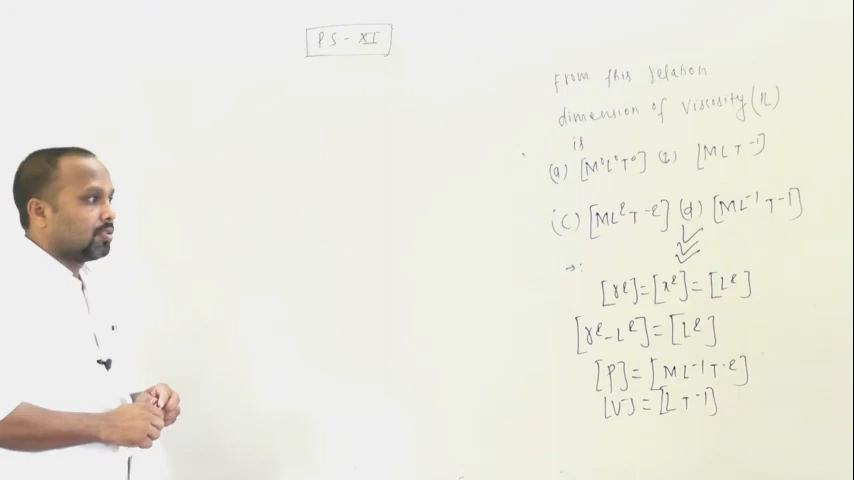 PS - XI
From this relation
dimension of Viscosity (η)
is
(a) [M⁰L⁰T⁰] (b) [MLT⁻¹]
(c) [ML²T⁻²] (d) [ML⁻¹T⁻¹]
→:
[r²] = [x²] = [L²]
[r² - L²] = [L²]
[P] = [ML⁻¹T⁻²]
[V] = [LT⁻¹]